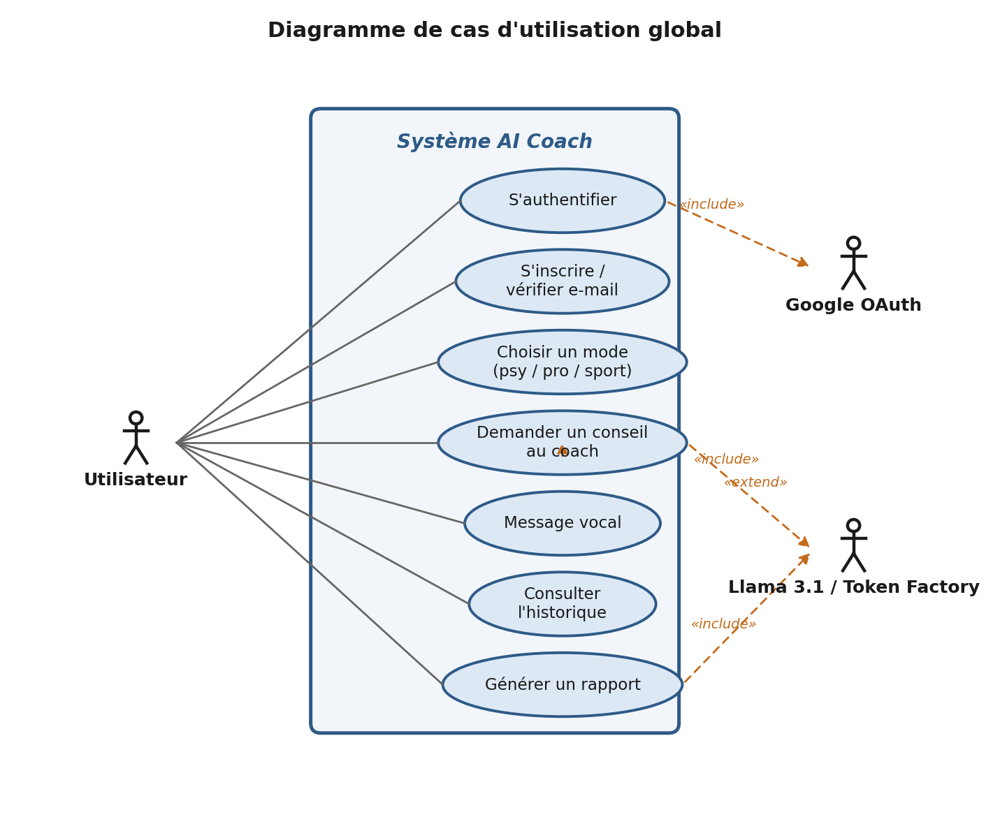 Diagramme de cas d'utilisation global
Système AI Coach
S'authentifier
«include»
S'inscrire /
vérifier e-mail
Google OAuth
Choisir un mode
(psy / pro / sport)
Demander un conseil
au coach
«include»
«extend»
Utilisateur
Message vocal
Llama 3.1 / Token Factory
Consulter
l'historique
«include»
Générer un rapport